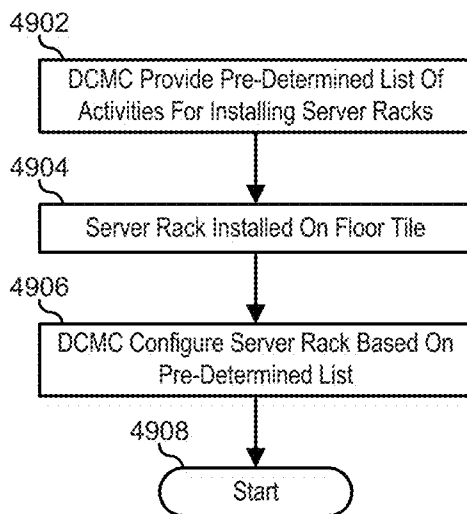 4902
DCMC Provide Pre-Determined List Of
Activities For Installing Server Racks
4904
Server Rack Installed On Floor Tile
4906
DCMC Configure Server Rack Based On
Pre-Determined List
4908
Start